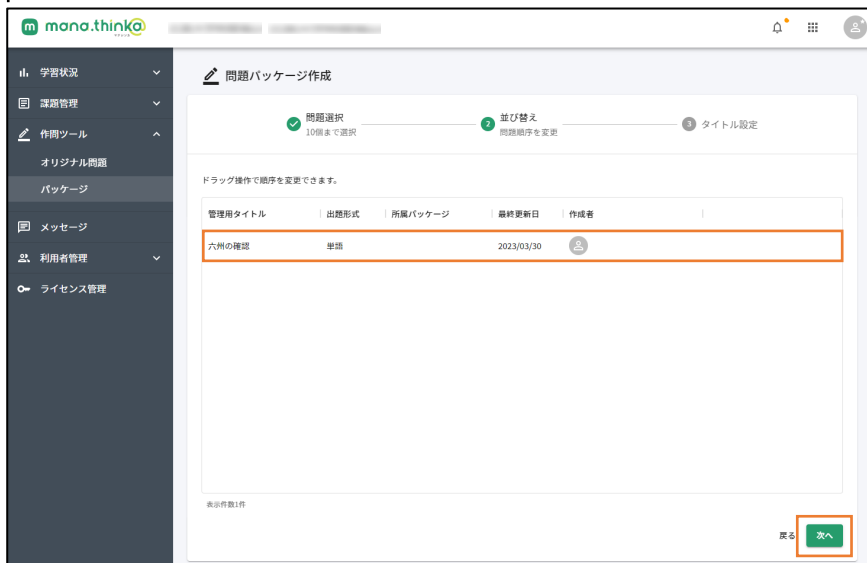 m mana.thinka
学習状況
課題管理
作問ツール
オリジナル問題
パッケージ
メッセージ
利用者管理
ライセンス管理
問題パッケージ作成
問題選択
10個まで選択
2 並び替え
問題順序を変更
3 タイトル設定
ドラッグ操作で順序を変更できます。
管理用タイトル 出題形式 所属パッケージ 最終更新日 作成者
六州の確認 単語 2023/03/30
表示件数1件
戻る 次へ